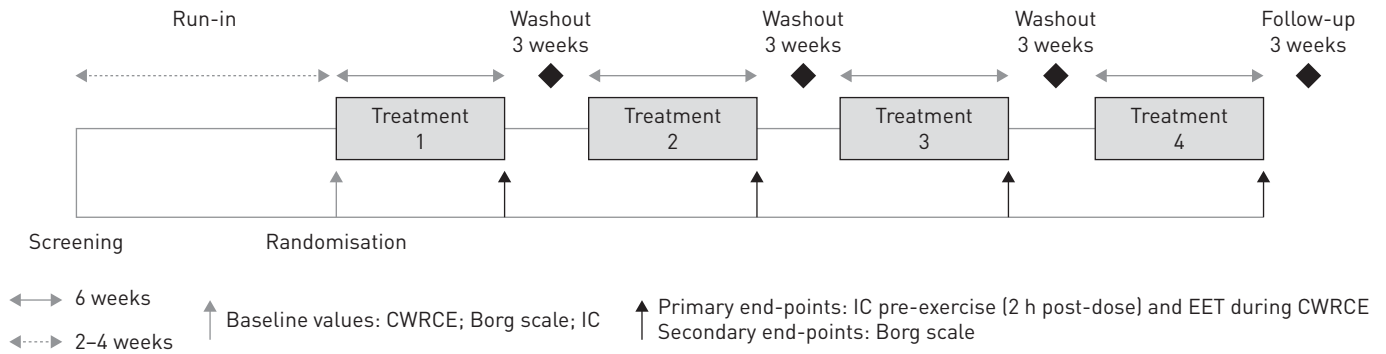 Run-in
Washout
3 weeks
Washout
3 weeks
Washout
3 weeks
Follow-up
3 weeks
Treatment
1
Treatment
2
Treatment
3
Treatment
4
Screening
Randomisation
6 weeks
2–4 weeks
Baseline values: CWRCE; Borg scale; IC
Primary end-points: IC pre-exercise (2 h post-dose) and EET during CWRCE
Secondary end-points: Borg scale